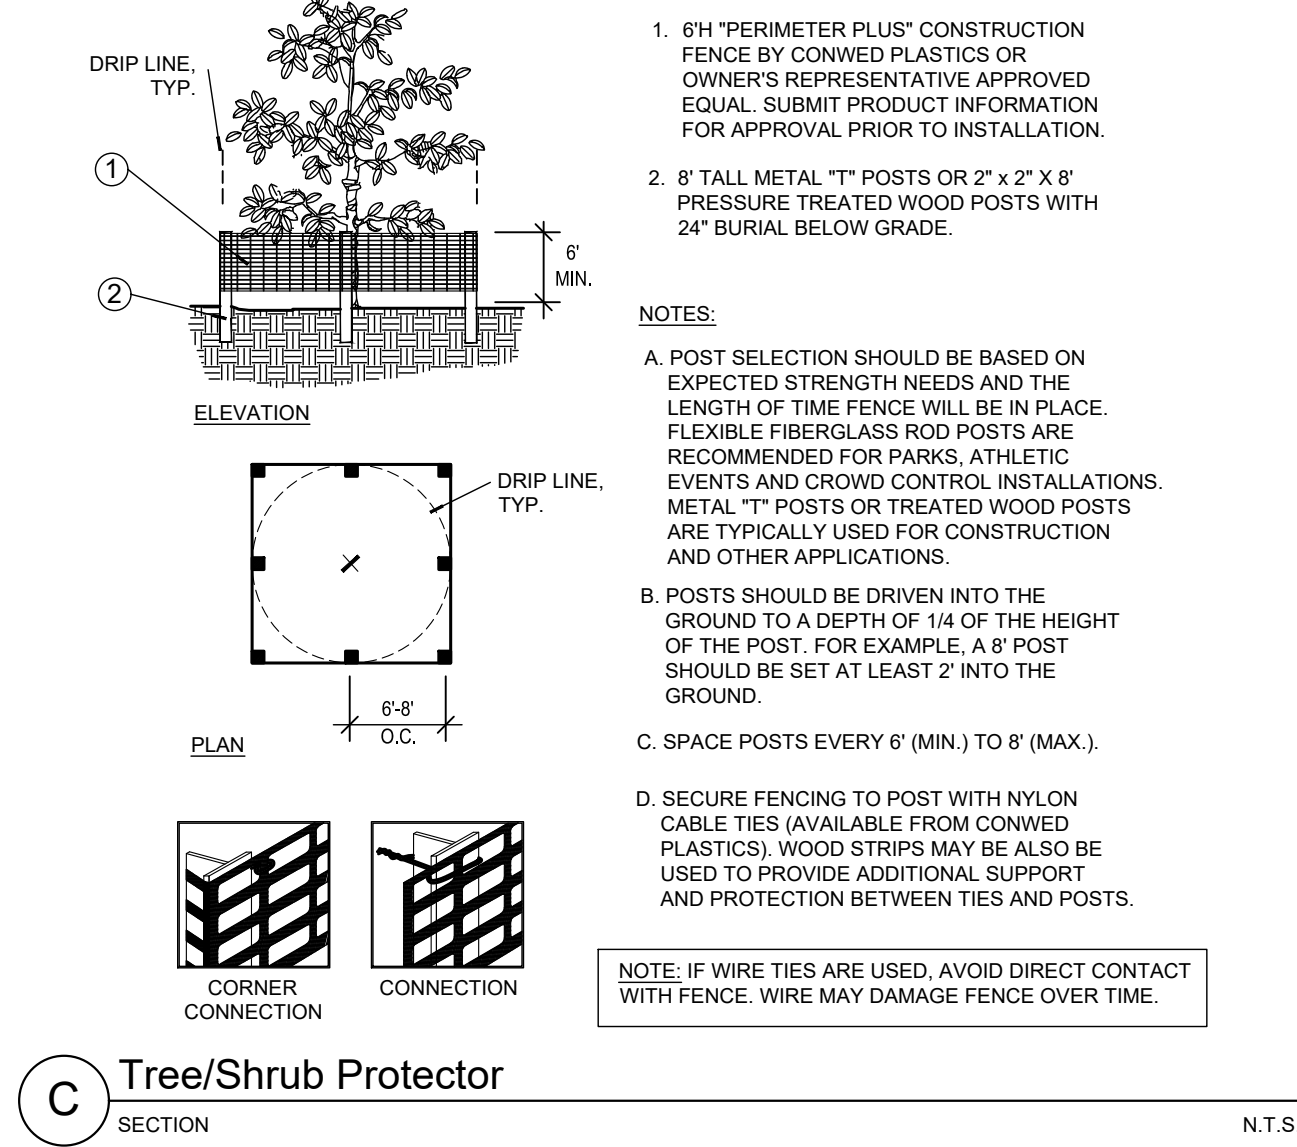 DRIP LINE,
TYP.
1
2
6'
MIN.
ELEVATION
DRIP LINE,
TYP.
6'-8'
O.C.
PLAN
CORNER
CONNECTION
CONNECTION
1. 6'H "PERIMETER PLUS" CONSTRUCTION
FENCE BY CONWED PLASTICS OR
OWNER'S REPRESENTATIVE APPROVED
EQUAL. SUBMIT PRODUCT INFORMATION
FOR APPROVAL PRIOR TO INSTALLATION.
2. 8' TALL METAL "T" POSTS OR 2" x 2" X 8'
PRESSURE TREATED WOOD POSTS WITH
24" BURIAL BELOW GRADE.
NOTES:
A. POST SELECTION SHOULD BE BASED ON
EXPECTED STRENGTH NEEDS AND THE
LENGTH OF TIME FENCE WILL BE IN PLACE.
FLEXIBLE FIBERGLASS ROD POSTS ARE
RECOMMENDED FOR PARKS, ATHLETIC
EVENTS AND CROWD CONTROL INSTALLATIONS.
METAL "T" POSTS OR TREATED WOOD POSTS
ARE TYPICALLY USED FOR CONSTRUCTION
AND OTHER APPLICATIONS.
B. POSTS SHOULD BE DRIVEN INTO THE
GROUND TO A DEPTH OF 1/4 OF THE HEIGHT
OF THE POST. FOR EXAMPLE, A 8' POST
SHOULD BE SET AT LEAST 2' INTO THE
GROUND.
C. SPACE POSTS EVERY 6' (MIN.) TO 8' (MAX.).
D. SECURE FENCING TO POST WITH NYLON
CABLE TIES (AVAILABLE FROM CONWED
PLASTICS). WOOD STRIPS MAY BE ALSO BE
USED TO PROVIDE ADDITIONAL SUPPORT
AND PROTECTION BETWEEN TIES AND POSTS.
NOTE: IF WIRE TIES ARE USED, AVOID DIRECT CONTACT
WITH FENCE. WIRE MAY DAMAGE FENCE OVER TIME.
C
Tree/Shrub Protector
SECTION
N.T.S